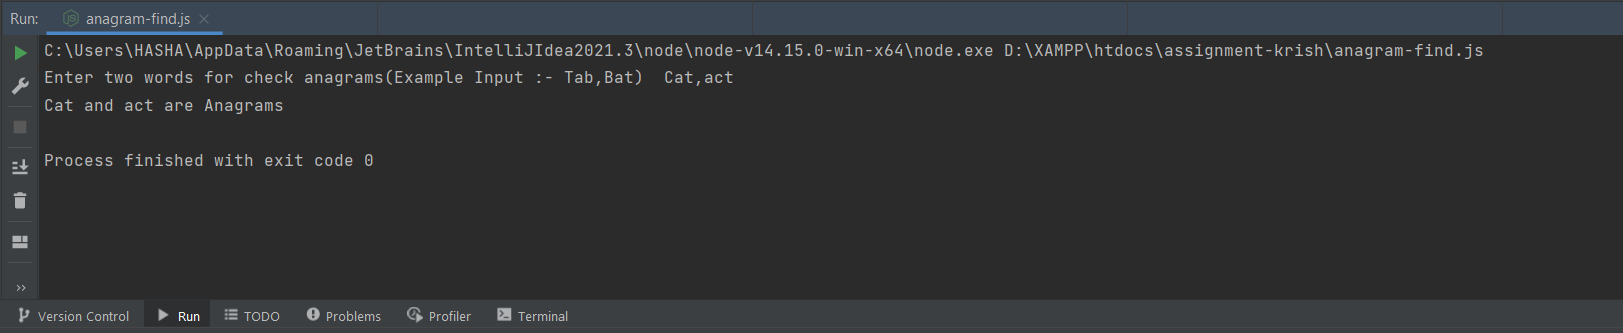 Run: anagram-find.js
C:\Users\HASHA\AppData\Roaming\JetBrains\IntelliJIdea2021.3\node\node-v14.15.0-win-x64\node.exe D:\XAMPP\htdocs\assignment-krish\anagram-find.js
Enter two words for check anagrams(Example Input :- Tab,Bat)  Cat,act
Cat and act are Anagrams
Process finished with exit code 0
Version Control Run TODO Problems Profiler Terminal